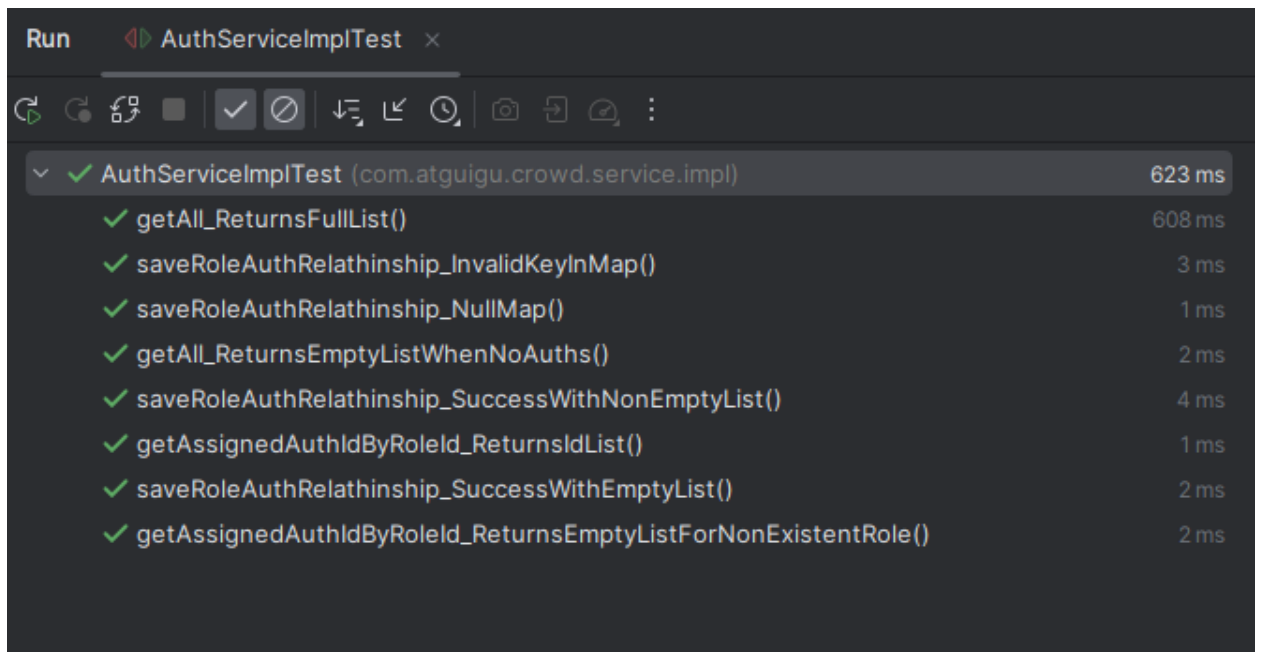 Run AuthServiceImplTest
AuthServiceImplTest (com.atguigu.crowd.service.impl) 623 ms
getAll_ReturnsFullList() 608 ms
saveRoleAuthRelathinship_InvalidKeyInMap() 3 ms
saveRoleAuthRelathinship_NullMap() 1 ms
getAll_ReturnsEmptyListWhenNoAuths() 2 ms
saveRoleAuthRelathinship_SuccessWithNonEmptyList() 4 ms
getAssignedAuthIdByRoleId_ReturnsIdList() 1 ms
saveRoleAuthRelathinship_SuccessWithEmptyList() 2 ms
getAssignedAuthIdByRoleId_ReturnsEmptyListForNonExistentRole() 2 ms